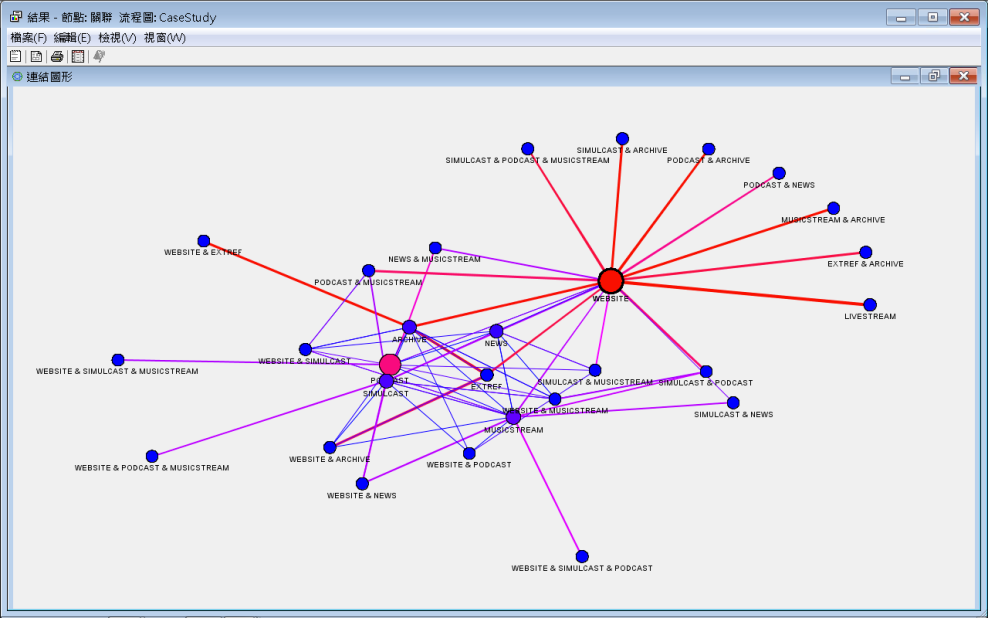 結果 - 節點: 關聯 流程圖: CaseStudy
檔案(F) 編輯(E) 檢視(V) 視窗(W)
連結圖形
SIMULCAST & ARCHIVE
SIMULCAST & PODCAST & MUSICSTREAM
PODCAST & ARCHIVE
PODCAST & NEWS
MUSICSTREAM & ARCHIVE
WEBSITE & EXTREF
NEWS & MUSICSTREAM
EXTREF & ARCHIVE
PODCAST & MUSICSTREAM
WEBSITE
LIVESTREAM
ARCHIVE
NEWS
WEBSITE & SIMULCAST
WEBSITE & SIMULCAST & MUSICSTREAM
PODCAST
SIMULCAST & MUSICSTREAM
SIMULCAST & PODCAST
EXTREF
SIMULCAST
WEBSITE & MUSICSTREAM
SIMULCAST & NEWS
MUSICSTREAM
WEBSITE & ARCHIVE
WEBSITE & PODCAST
WEBSITE & PODCAST & MUSICSTREAM
WEBSITE & NEWS
WEBSITE & SIMULCAST & PODCAST